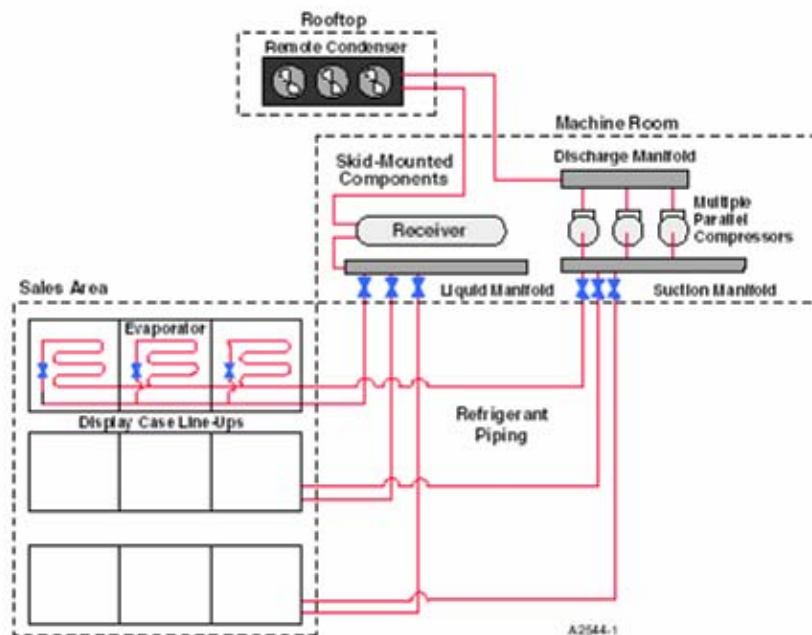 Rooftop
Remote Condenser
Machine Room
Skid-Mounted
Components
Discharge Manifold
Multiple
Parallel
Compressors
Receiver
Liquid Manifold
Suction Manifold
Sales Area
Evaporator
Display Case Line-Ups
Refrigerant
Piping
A2544-1